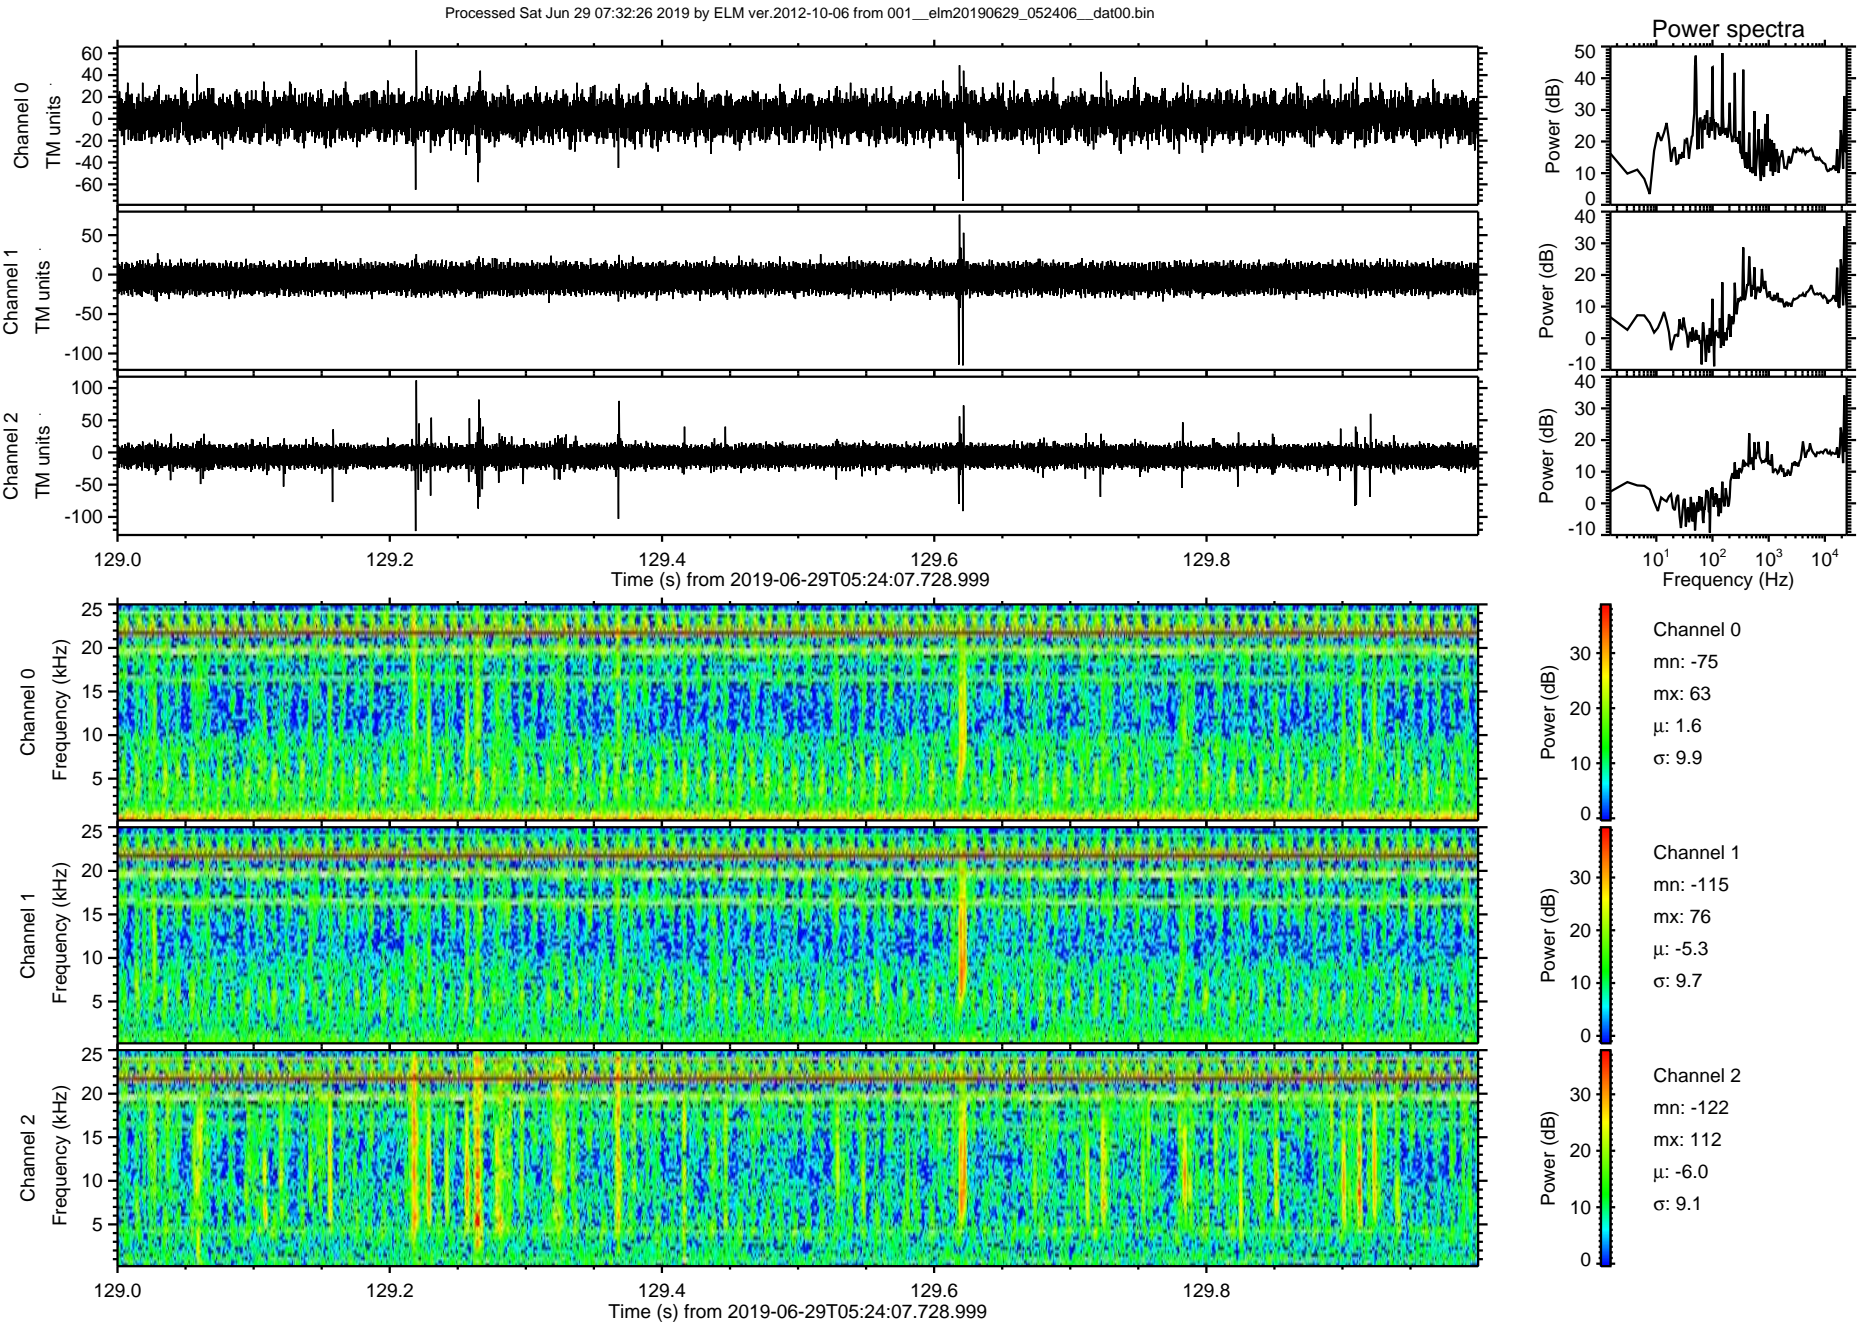 Processed Sat Jun 29 07:32:26 2019 by ELM ver.2012-10-06 from 001__elm20190629_052406__dat00.bin
Power spectra
Channel 0
TM units
60
40
20
0
-20
-40
-60
Power (dB)
50
40
30
20
10
0
Channel 1
TM units
50
0
-50
-100
Power (dB)
40
30
20
10
0
-10
Channel 2
TM units
100
50
0
-50
-100
Power (dB)
40
30
20
10
0
-10
129.0 129.2 129.4 129.6 129.8
Time (s) from 2019-06-29T05:24:07.728.999
10^1 10^2 10^3 10^4
Frequency (Hz)
Channel 0
Frequency (kHz)
25
20
15
10
5
Power (dB)
30
20
10
0
Channel 0
mn: -75
mx: 63
μ: 1.6
σ: 9.9
Channel 1
Frequency (kHz)
25
20
15
10
5
Power (dB)
30
20
10
0
Channel 1
mn: -115
mx: 76
μ: -5.3
σ: 9.7
Channel 2
Frequency (kHz)
25
20
15
10
5
Power (dB)
30
20
10
0
Channel 2
mn: -122
mx: 112
μ: -6.0
σ: 9.1
129.0 129.2 129.4 129.6 129.8
Time (s) from 2019-06-29T05:24:07.728.999